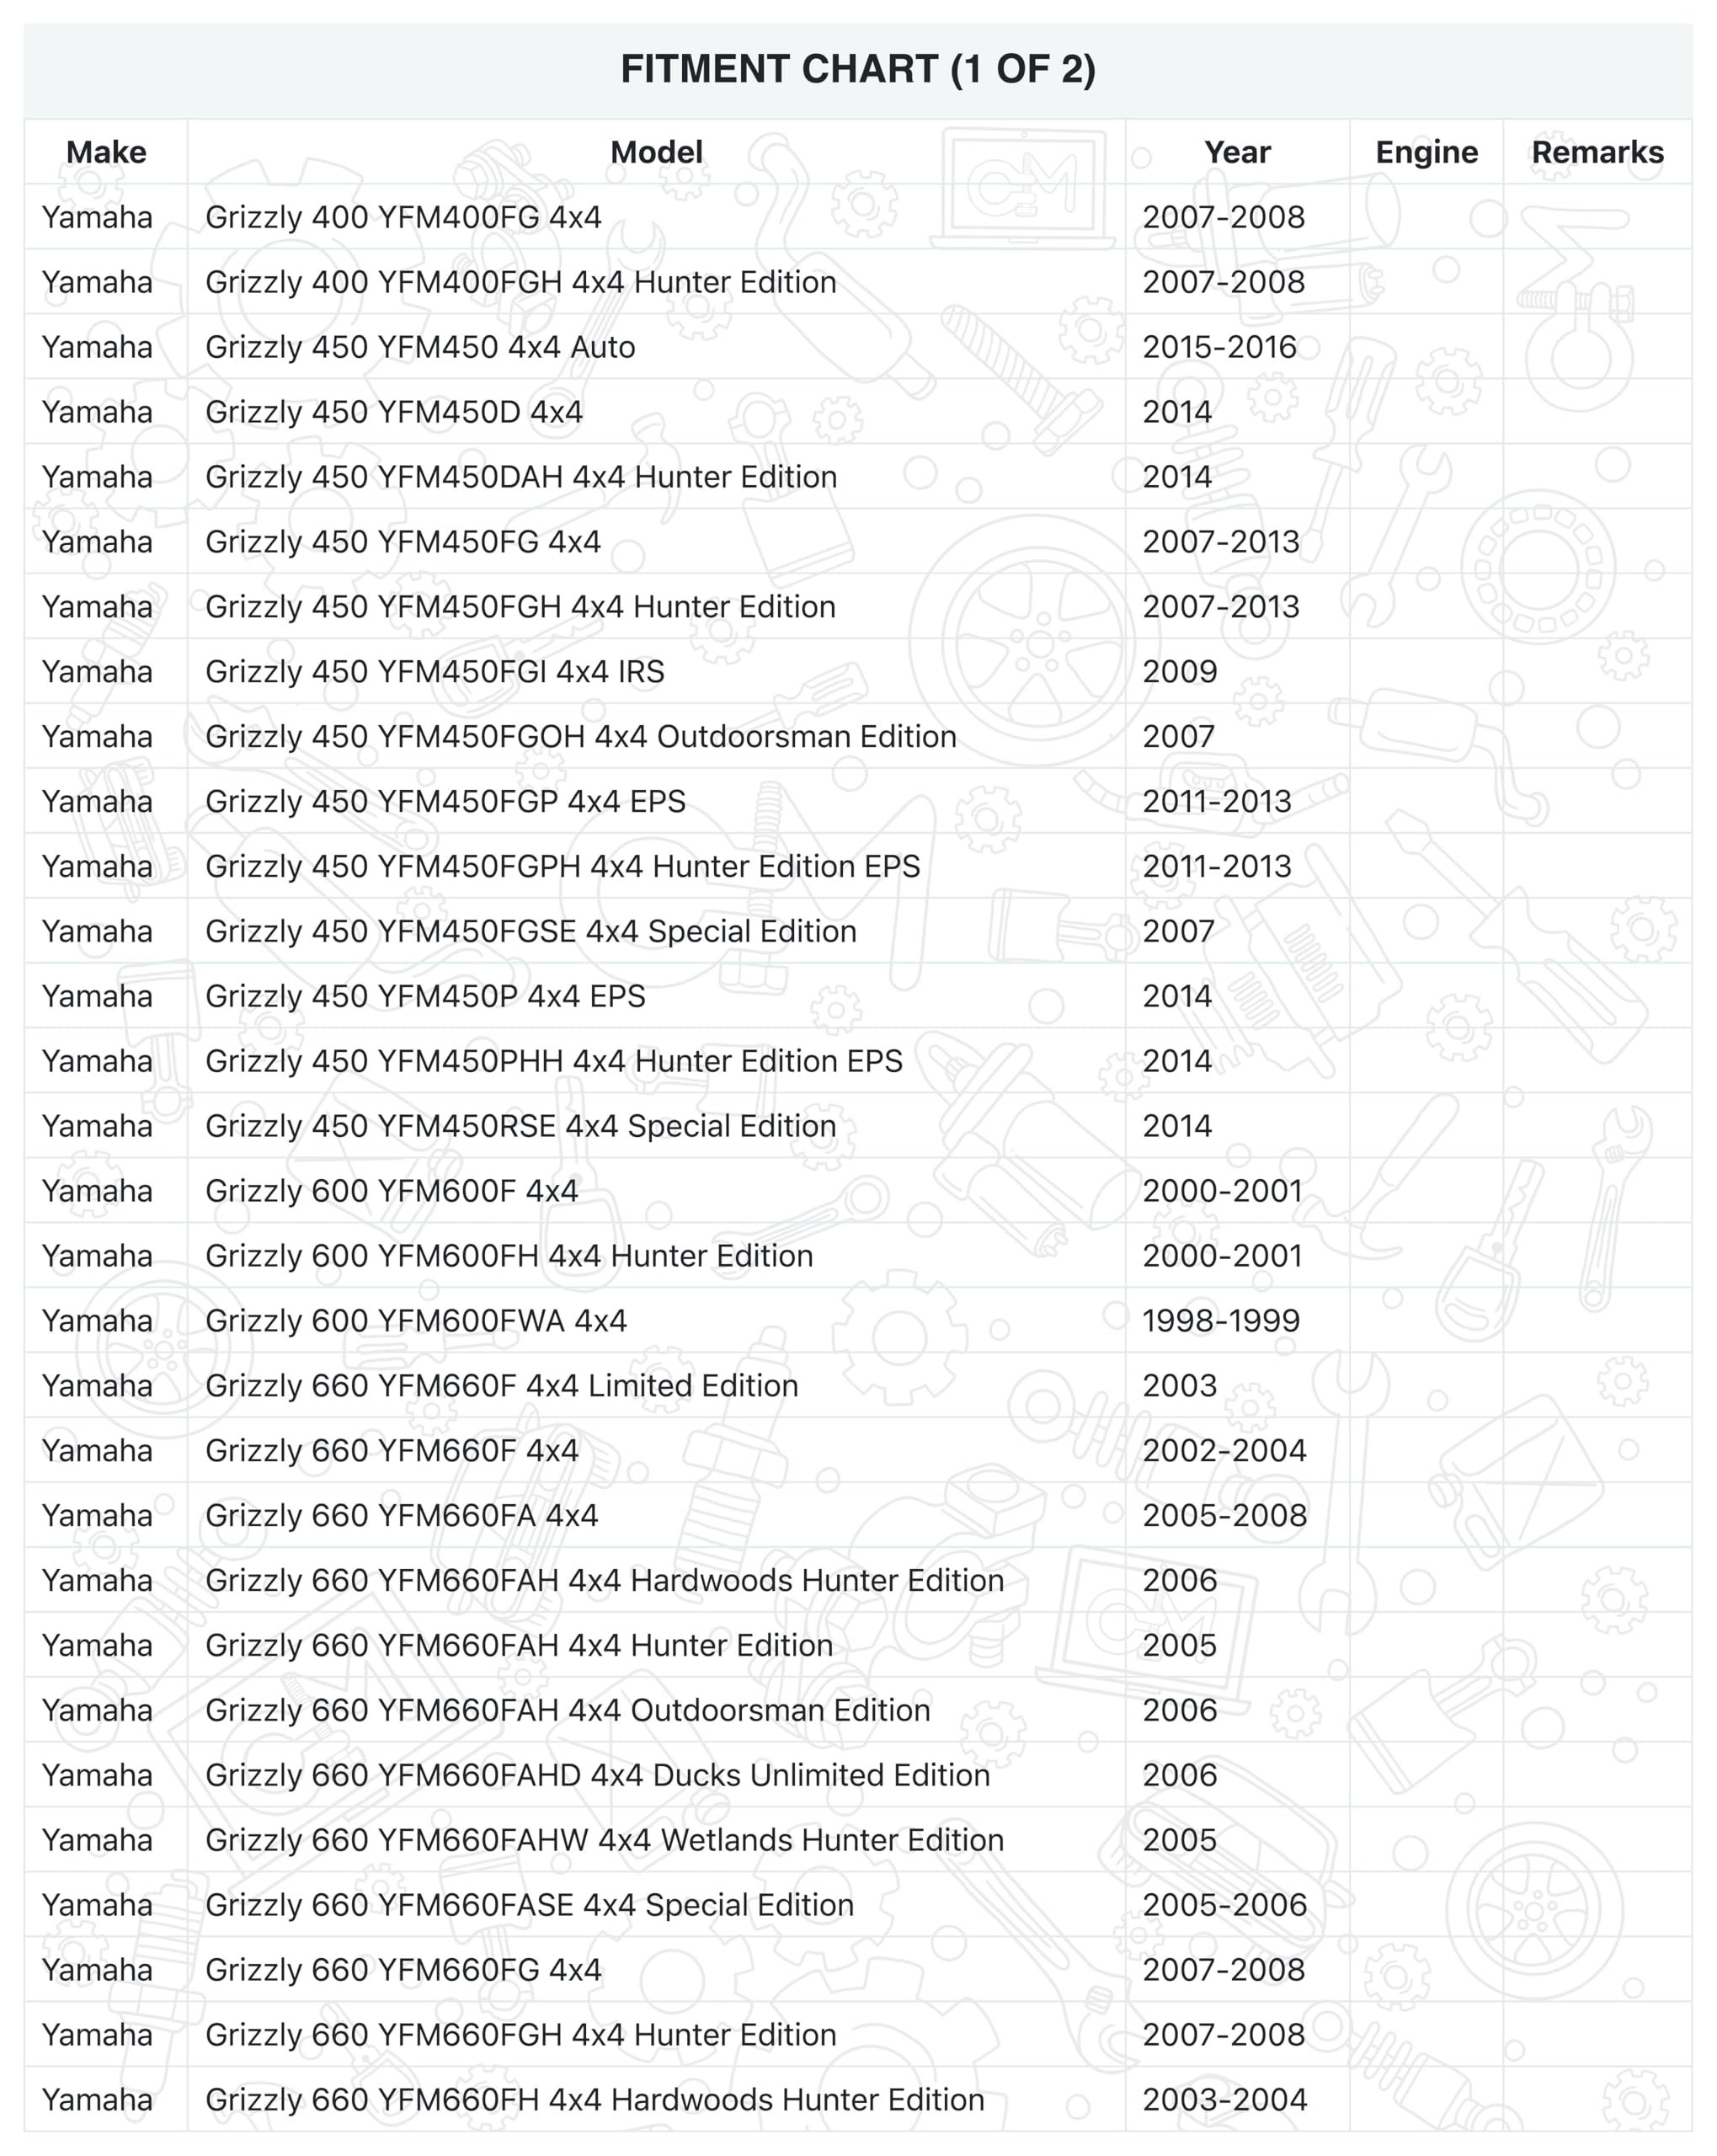 FITMENT CHART (1 OF 2)
Make Model Year Engine Remarks
Yamaha Grizzly 400 YFM400FG 4x4 2007-2008
Yamaha Grizzly 400 YFM400FGH 4x4 Hunter Edition 2007-2008
Yamaha Grizzly 450 YFM450 4x4 Auto 2015-2016
Yamaha Grizzly 450 YFM450D 4x4 2014
Yamaha Grizzly 450 YFM450DAH 4x4 Hunter Edition 2014
Yamaha Grizzly 450 YFM450FG 4x4 2007-2013
Yamaha Grizzly 450 YFM450FGH 4x4 Hunter Edition 2007-2013
Yamaha Grizzly 450 YFM450FGI 4x4 IRS 2009
Yamaha Grizzly 450 YFM450FGOH 4x4 Outdoorsman Edition 2007
Yamaha Grizzly 450 YFM450FGP 4x4 EPS 2011-2013
Yamaha Grizzly 450 YFM450FGPH 4x4 Hunter Edition EPS 2011-2013
Yamaha Grizzly 450 YFM450FGSE 4x4 Special Edition 2007
Yamaha Grizzly 450 YFM450P 4x4 EPS 2014
Yamaha Grizzly 450 YFM450PHH 4x4 Hunter Edition EPS 2014
Yamaha Grizzly 450 YFM450RSE 4x4 Special Edition 2014
Yamaha Grizzly 600 YFM600F 4x4 2000-2001
Yamaha Grizzly 600 YFM600FH 4x4 Hunter Edition 2000-2001
Yamaha Grizzly 600 YFM600FWA 4x4 1998-1999
Yamaha Grizzly 660 YFM660F 4x4 Limited Edition 2003
Yamaha Grizzly 660 YFM660F 4x4 2002-2004
Yamaha Grizzly 660 YFM660FA 4x4 2005-2008
Yamaha Grizzly 660 YFM660FAH 4x4 Hardwoods Hunter Edition 2006
Yamaha Grizzly 660 YFM660FAH 4x4 Hunter Edition 2005
Yamaha Grizzly 660 YFM660FAH 4x4 Outdoorsman Edition 2006
Yamaha Grizzly 660 YFM660FAHD 4x4 Ducks Unlimited Edition 2006
Yamaha Grizzly 660 YFM660FAHW 4x4 Wetlands Hunter Edition 2005
Yamaha Grizzly 660 YFM660FASE 4x4 Special Edition 2005-2006
Yamaha Grizzly 660 YFM660FG 4x4 2007-2008
Yamaha Grizzly 660 YFM660FGH 4x4 Hunter Edition 2007-2008
Yamaha Grizzly 660 YFM660FH 4x4 Hardwoods Hunter Edition 2003-2004